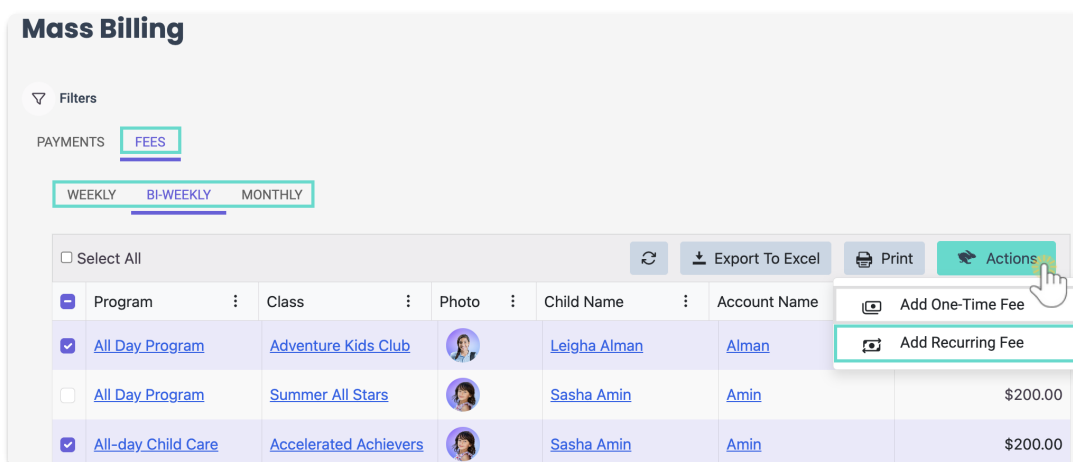 Mass Billing
Filters
PAYMENTS FEES
WEEKLY BI-WEEKLY MONTHLY
Select All Export To Excel Print Actions
Program Class Photo Child Name Account Name
Add One-Time Fee
All Day Program Adventure Kids Club Leigha Alman Alman Add Recurring Fee
All Day Program Summer All Stars Sasha Amin Amin $200.00
All-day Child Care Accelerated Achievers Sasha Amin Amin $200.00